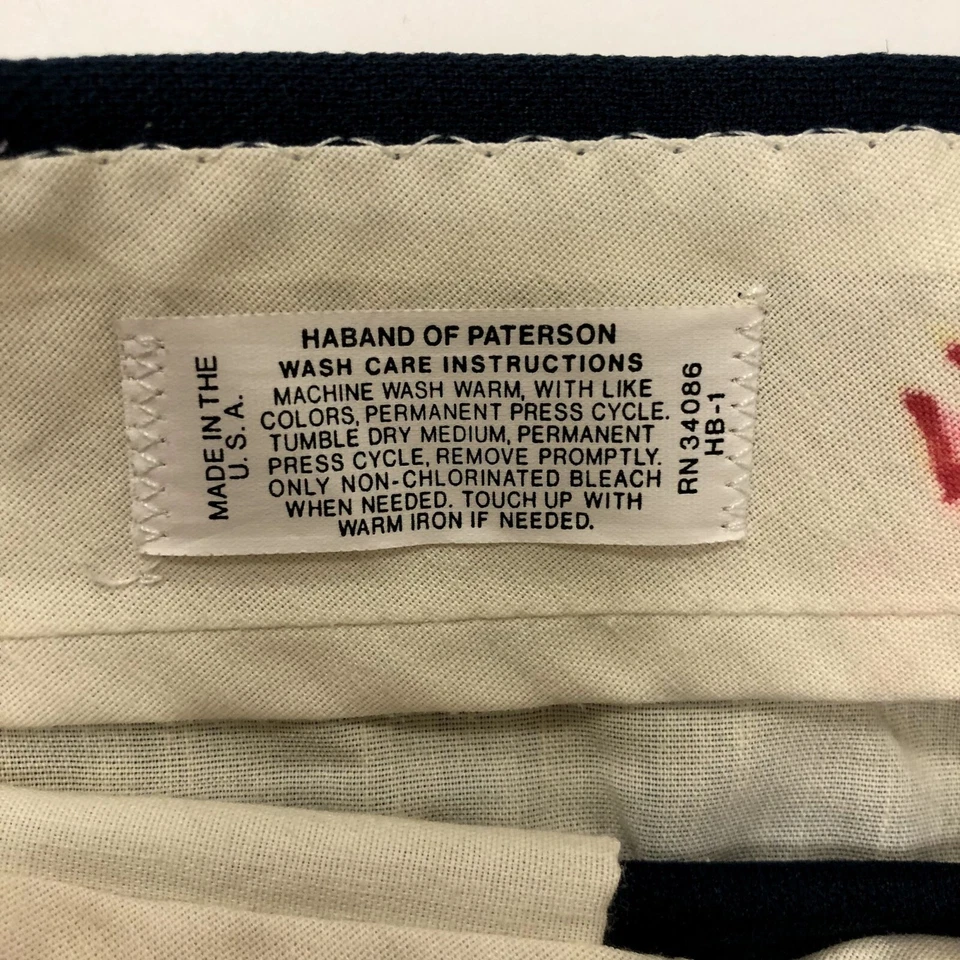 HABAND OF PATERSON
WASH CARE INSTRUCTIONS
MACHINE WASH WARM, WITH LIKE
COLORS, PERMANENT PRESS CYCLE.
TUMBLE DRY MEDIUM, PERMANENT
PRESS CYCLE, REMOVE PROMPTLY.
ONLY NON-CHLORINATED BLEACH
WHEN NEEDED. TOUCH UP WITH
WARM IRON IF NEEDED.
MADE IN THE
U.S.A.
RN 34086
HB-1